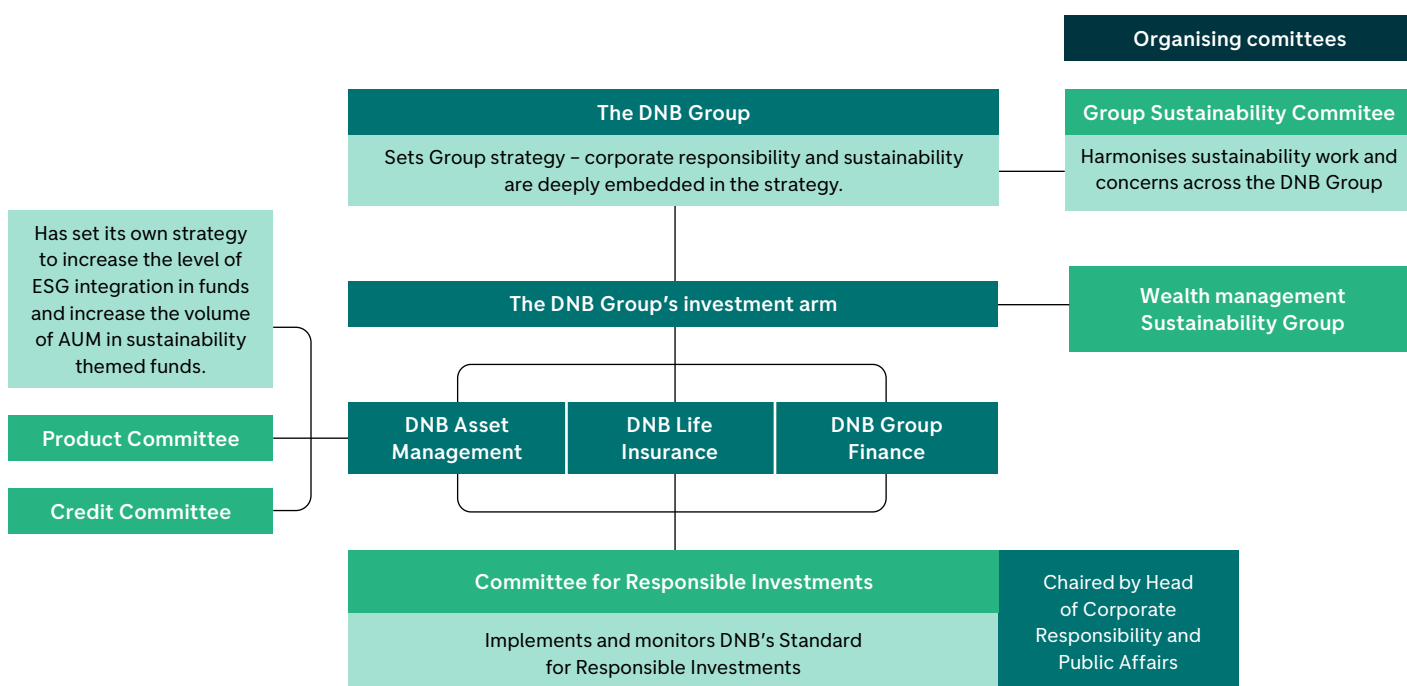 Organising comittees
The DNB Group
Sets Group strategy – corporate responsibility and sustainability
are deeply embedded in the strategy.
Group Sustainability Commitee
Harmonises sustainability work and
concerns across the DNB Group
Has set its own strategy
to increase the level of
ESG integration in funds
and increase the volume
of AUM in sustainability
themed funds.
The DNB Group’s investment arm
Wealth management
Sustainability Group
Product Committee
Credit Committee
DNB Asset
Management
DNB Life
Insurance
DNB Group
Finance
Committee for Responsible Investments
Implements and monitors DNB’s Standard
for Responsible Investments
Chaired by Head
of Corporate
Responsibility and
Public Affairs